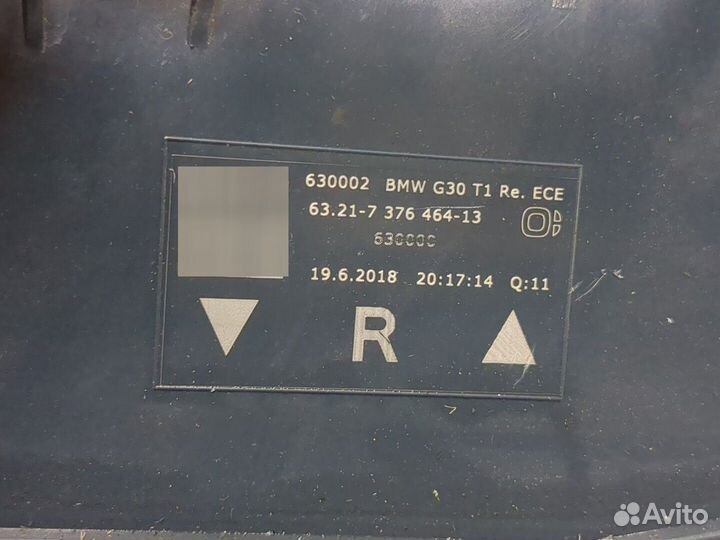 630002 BMW G30 T1 Re. ECE
63.21-7 376 464-13
19.6.2018 20:17:14 Q:11
R
Avito